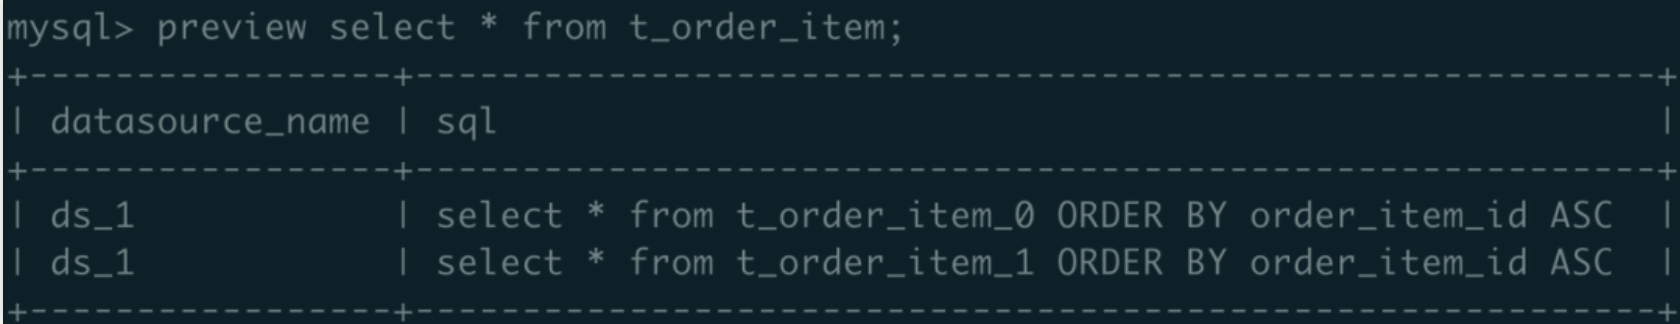 mysql> preview select * from t_order_item;
+-----------------+----------------------------------------------------------+
| datasource_name | sql                                                      |
+-----------------+----------------------------------------------------------+
| ds_1            | select * from t_order_item_0 ORDER BY order_item_id ASC  |
| ds_1            | select * from t_order_item_1 ORDER BY order_item_id ASC  |
+-----------------+----------------------------------------------------------+